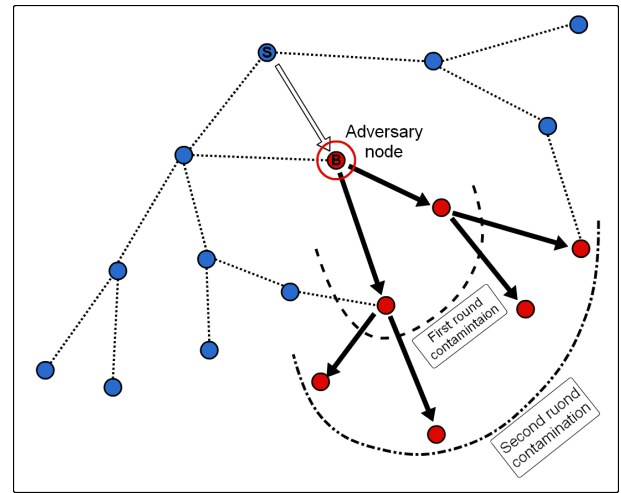 S
Adversary
node
B
First round
contamintaion
Second ruond
contamination